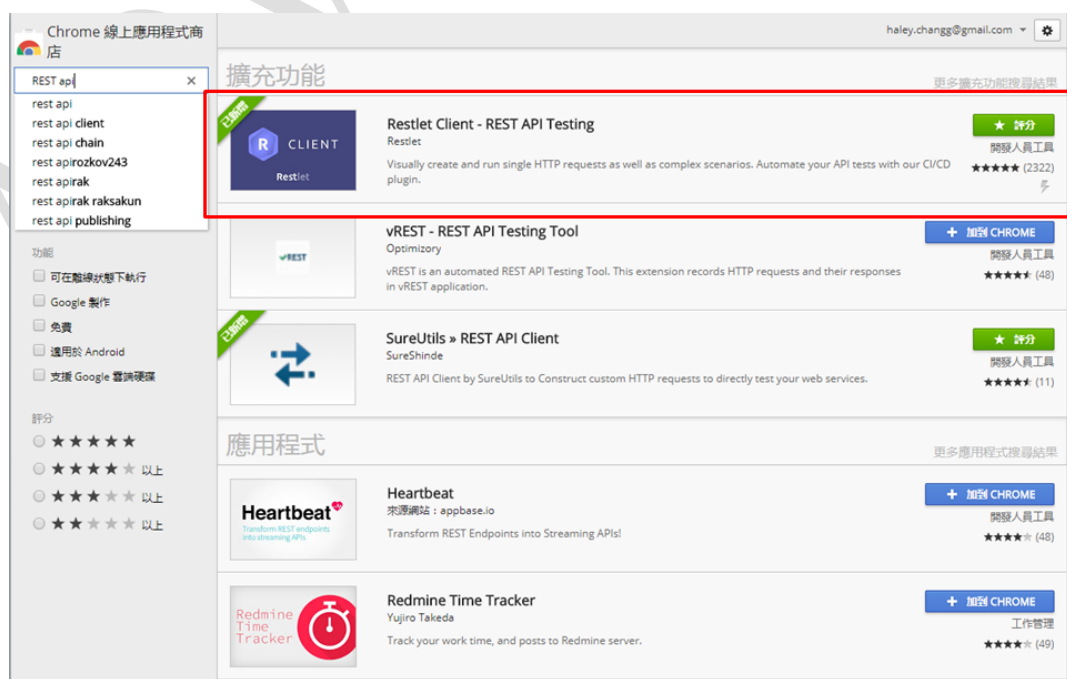 Chrome 線上應用程式商
店
haley.changg@gmail.com
REST api
rest api
rest api client
rest api chain
rest apirozkov243
rest apirak
rest apirak raksakun
rest api publishing
功能
可在離線狀態下執行
Google 製作
免費
適用於 Android
支援 Google 雲端硬碟
評分
以上
以上
以上
擴充功能
更多擴充功能搜尋結果
已新增
R CLIENT
Restlet
Restlet Client - REST API Testing
Restlet
Visually create and run single HTTP requests as well as complex scenarios. Automate your API tests with our CI/CD
plugin.
★ 評分
開發人員工具
★★★★★ (2322)
vREST
vREST - REST API Testing Tool
Optimizory
vREST is an automated REST API Testing Tool. This extension records HTTP requests and their responses
in vREST application.
+ 加到 CHROME
開發人員工具
(48)
已新增
SureUtils » REST API Client
SureShinde
REST API Client by SureUtils to Construct custom HTTP requests to directly test your web services.
★ 評分
開發人員工具
(11)
應用程式
更多應用程式搜尋結果
Heartbeat
Transform REST endpoints
into streaming APIs
Heartbeat
來源網站：appbase.io
Transform REST Endpoints into Streaming APIs!
+ 加到 CHROME
開發人員工具
(48)
Redmine
Time
Tracker
Redmine Time Tracker
Yujiro Takeda
Track your work time, and posts to Redmine server.
+ 加到 CHROME
工作管理
(49)